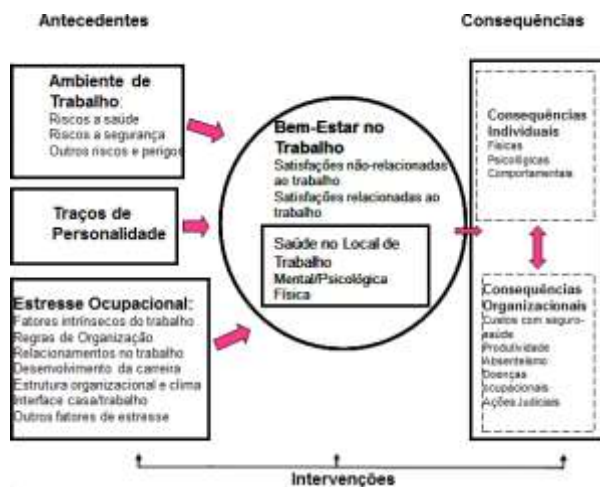 Antecedentes
Consequências
Ambiente de
Trabalho:
Riscos a saúde
Riscos a segurança
Outros riscos e perigos
Traços de
Personalidade
Estresse Ocupacional:
Fatores intrínsecos do trabalho
Regras de Organização
Relacionamentos no trabalho
Desenvolvimento da carreira
Estrutura organizacional e clima
Interface casa/trabalho
Outros fatores de estresse
Bem-Estar no
Trabalho
Satisfações não-relacionadas
ao trabalho
Satisfações relacionadas ao
trabalho
Saúde no Local de
Trabalho
Mental/Psicológica
Física
Consequências
Individuais
Físicas
Psicológicas
Comportamentais
Consequências
Organizacionais
Custos com seguro-
saúde
Produtividade
Absenteísmo
Doenças
ocupacionais
Ações Judiciais
Intervenções